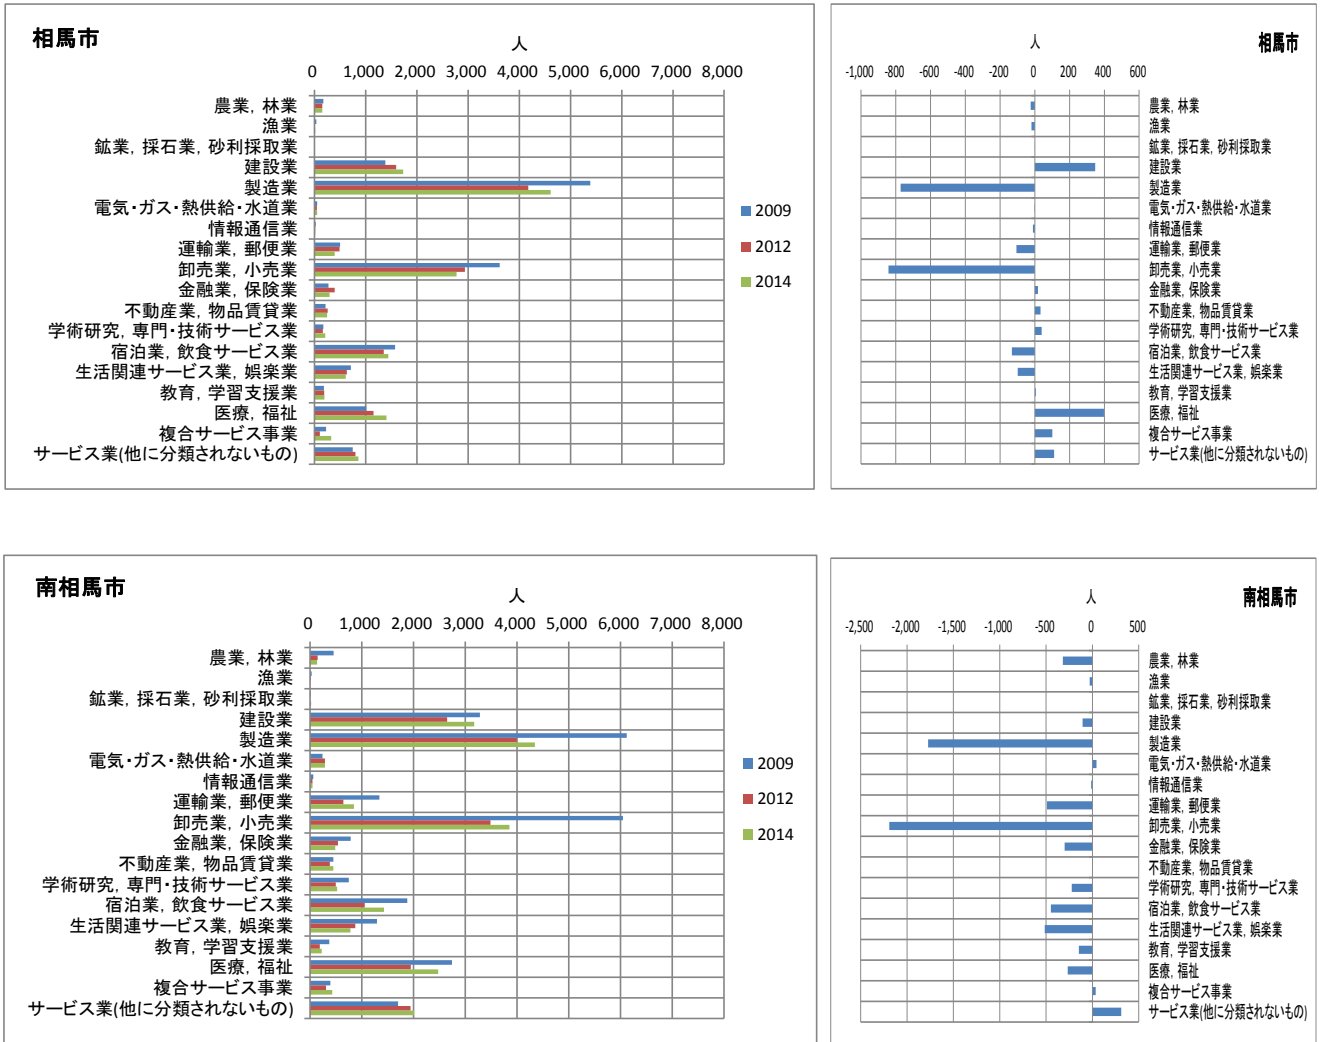 相馬市
人
0 1,000 2,000 3,000 4,000 5,000 6,000 7,000 8,000
農業, 林業
漁業
鉱業, 採石業, 砂利採取業
建設業
製造業
電気・ガス・熱供給・水道業
情報通信業
運輸業, 郵便業
卸売業, 小売業
金融業, 保険業
不動産業, 物品賃貸業
学術研究, 専門・技術サービス業
宿泊業, 飲食サービス業
生活関連サービス業, 娯楽業
教育, 学習支援業
医療, 福祉
複合サービス事業
サービス業(他に分類されないもの)
2009
2012
2014
人
相馬市
-1,000 -800 -600 -400 -200 0 200 400 600
農業, 林業
漁業
鉱業, 採石業, 砂利採取業
建設業
製造業
電気・ガス・熱供給・水道業
情報通信業
運輸業, 郵便業
卸売業, 小売業
金融業, 保険業
不動産業, 物品賃貸業
学術研究, 専門・技術サービス業
宿泊業, 飲食サービス業
生活関連サービス業, 娯楽業
教育, 学習支援業
医療, 福祉
複合サービス事業
サービス業(他に分類されないもの)
南相馬市
人
0 1,000 2,000 3,000 4,000 5,000 6,000 7,000 8,000
農業, 林業
漁業
鉱業, 採石業, 砂利採取業
建設業
製造業
電気・ガス・熱供給・水道業
情報通信業
運輸業, 郵便業
卸売業, 小売業
金融業, 保険業
不動産業, 物品賃貸業
学術研究, 専門・技術サービス業
宿泊業, 飲食サービス業
生活関連サービス業, 娯楽業
教育, 学習支援業
医療, 福祉
複合サービス事業
サービス業(他に分類されないもの)
2009
2012
2014
人
南相馬市
-2,500 -2,000 -1,500 -1,000 -500 0 500
農業, 林業
漁業
鉱業, 採石業, 砂利採取業
建設業
製造業
電気・ガス・熱供給・水道業
情報通信業
運輸業, 郵便業
卸売業, 小売業
金融業, 保険業
不動産業, 物品賃貸業
学術研究, 専門・技術サービス業
宿泊業, 飲食サービス業
生活関連サービス業, 娯楽業
教育, 学習支援業
医療, 福祉
複合サービス事業
サービス業(他に分類されないもの)